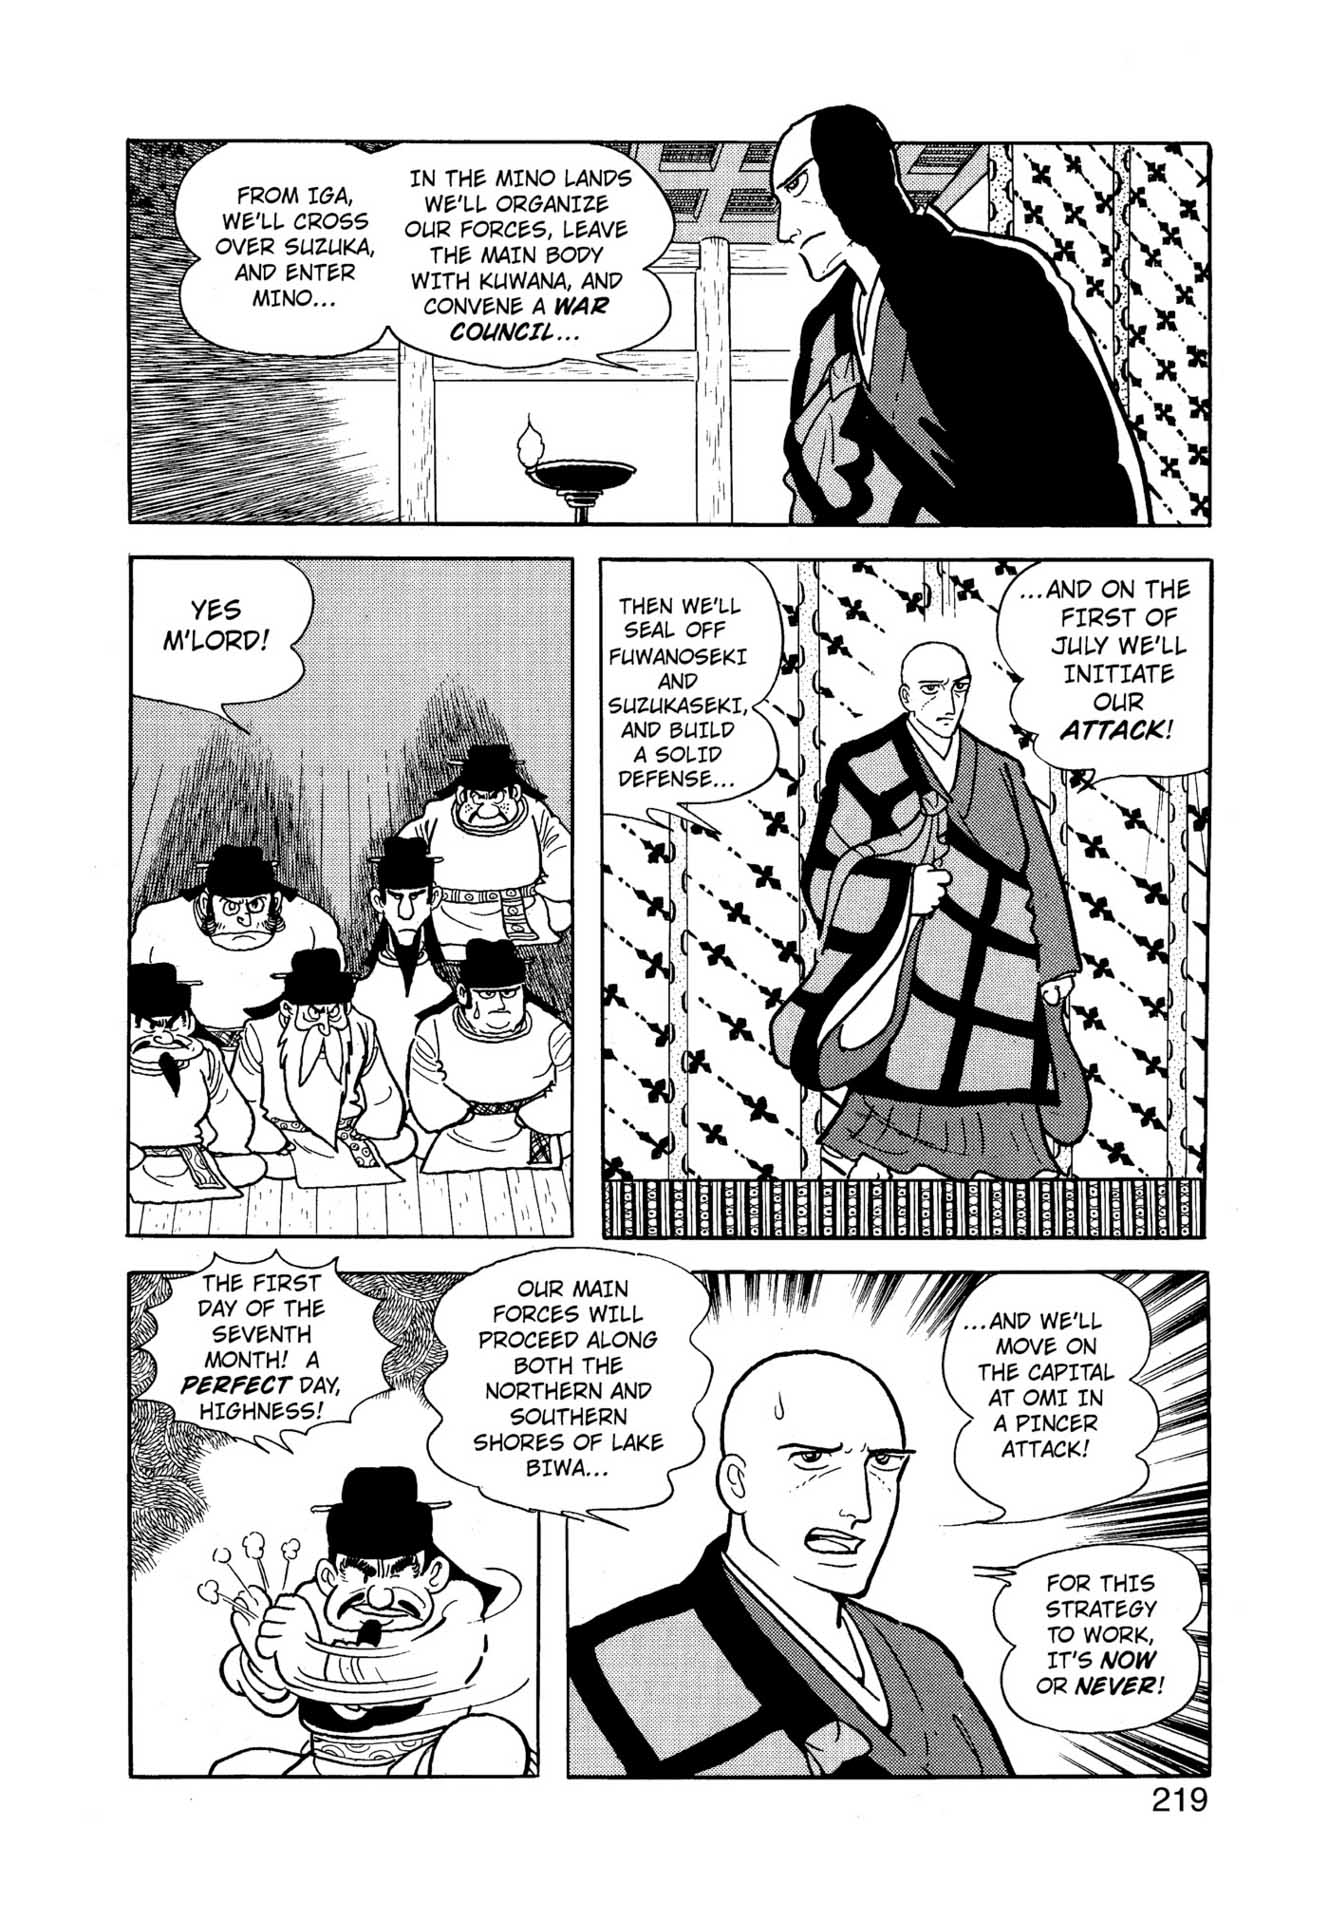 FROM IGA,
WE'LL CROSS
OVER SUZUKA,
AND ENTER
MINO...
IN THE MINO LANDS
WE'LL ORGANIZE
OUR FORCES, LEAVE
THE MAIN BODY
WITH KUWANA, AND
CONVENE A WAR
COUNCIL...
YES
M'LORD!
THEN WE'LL
SEAL OFF
FUWANOSEKI
AND
SUZUKASEKI,
AND BUILD
A SOLID
DEFENSE...
...AND ON THE
FIRST OF
JULY WE'LL
INITIATE
OUR
ATTACK!
THE FIRST
DAY OF THE
SEVENTH
MONTH! A
PERFECT DAY,
HIGHNESS!
OUR MAIN
FORCES WILL
PROCEED ALONG
BOTH THE
NORTHERN AND
SOUTHERN
SHORES OF LAKE
BIWA...
...AND WE'LL
MOVE ON
THE CAPITAL
AT OMI IN
A PINCER
ATTACK!
FOR THIS
STRATEGY
TO WORK,
IT'S NOW
OR NEVER!
219